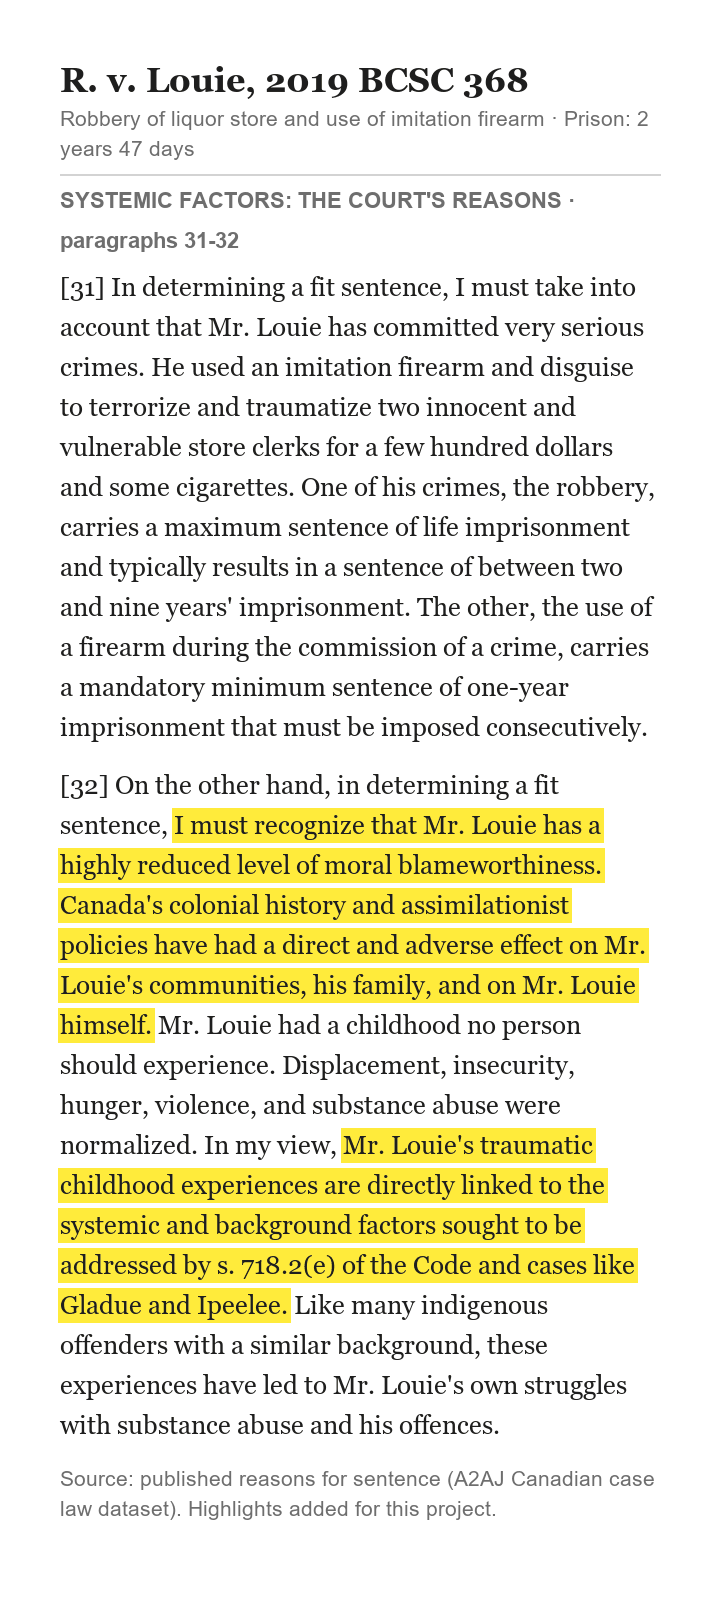 R. v. Louie, 2019 BCSC 368
Robbery of liquor store and use of imitation firearm · Prison: 2
years 47 days
SYSTEMIC FACTORS: THE COURT'S REASONS ·
paragraphs 31-32
[31] In determining a fit sentence, I must take into
account that Mr. Louie has committed very serious
crimes. He used an imitation firearm and disguise
to terrorize and traumatize two innocent and
vulnerable store clerks for a few hundred dollars
and some cigarettes. One of his crimes, the robbery,
carries a maximum sentence of life imprisonment
and typically results in a sentence of between two
and nine years' imprisonment. The other, the use of
a firearm during the commission of a crime, carries
a mandatory minimum sentence of one-year
imprisonment that must be imposed consecutively.
[32] On the other hand, in determining a fit
sentence, I must recognize that Mr. Louie has a
highly reduced level of moral blameworthiness.
Canada's colonial history and assimilationist
policies have had a direct and adverse effect on Mr.
Louie's communities, his family, and on Mr. Louie
himself. Mr. Louie had a childhood no person
should experience. Displacement, insecurity,
hunger, violence, and substance abuse were
normalized. In my view, Mr. Louie's traumatic
childhood experiences are directly linked to the
systemic and background factors sought to be
addressed by s. 718.2(e) of the Code and cases like
Gladue and Ipeelee. Like many indigenous
offenders with a similar background, these
experiences have led to Mr. Louie's own struggles
with substance abuse and his offences.
Source: published reasons for sentence (A2AJ Canadian case
law dataset). Highlights added for this project.